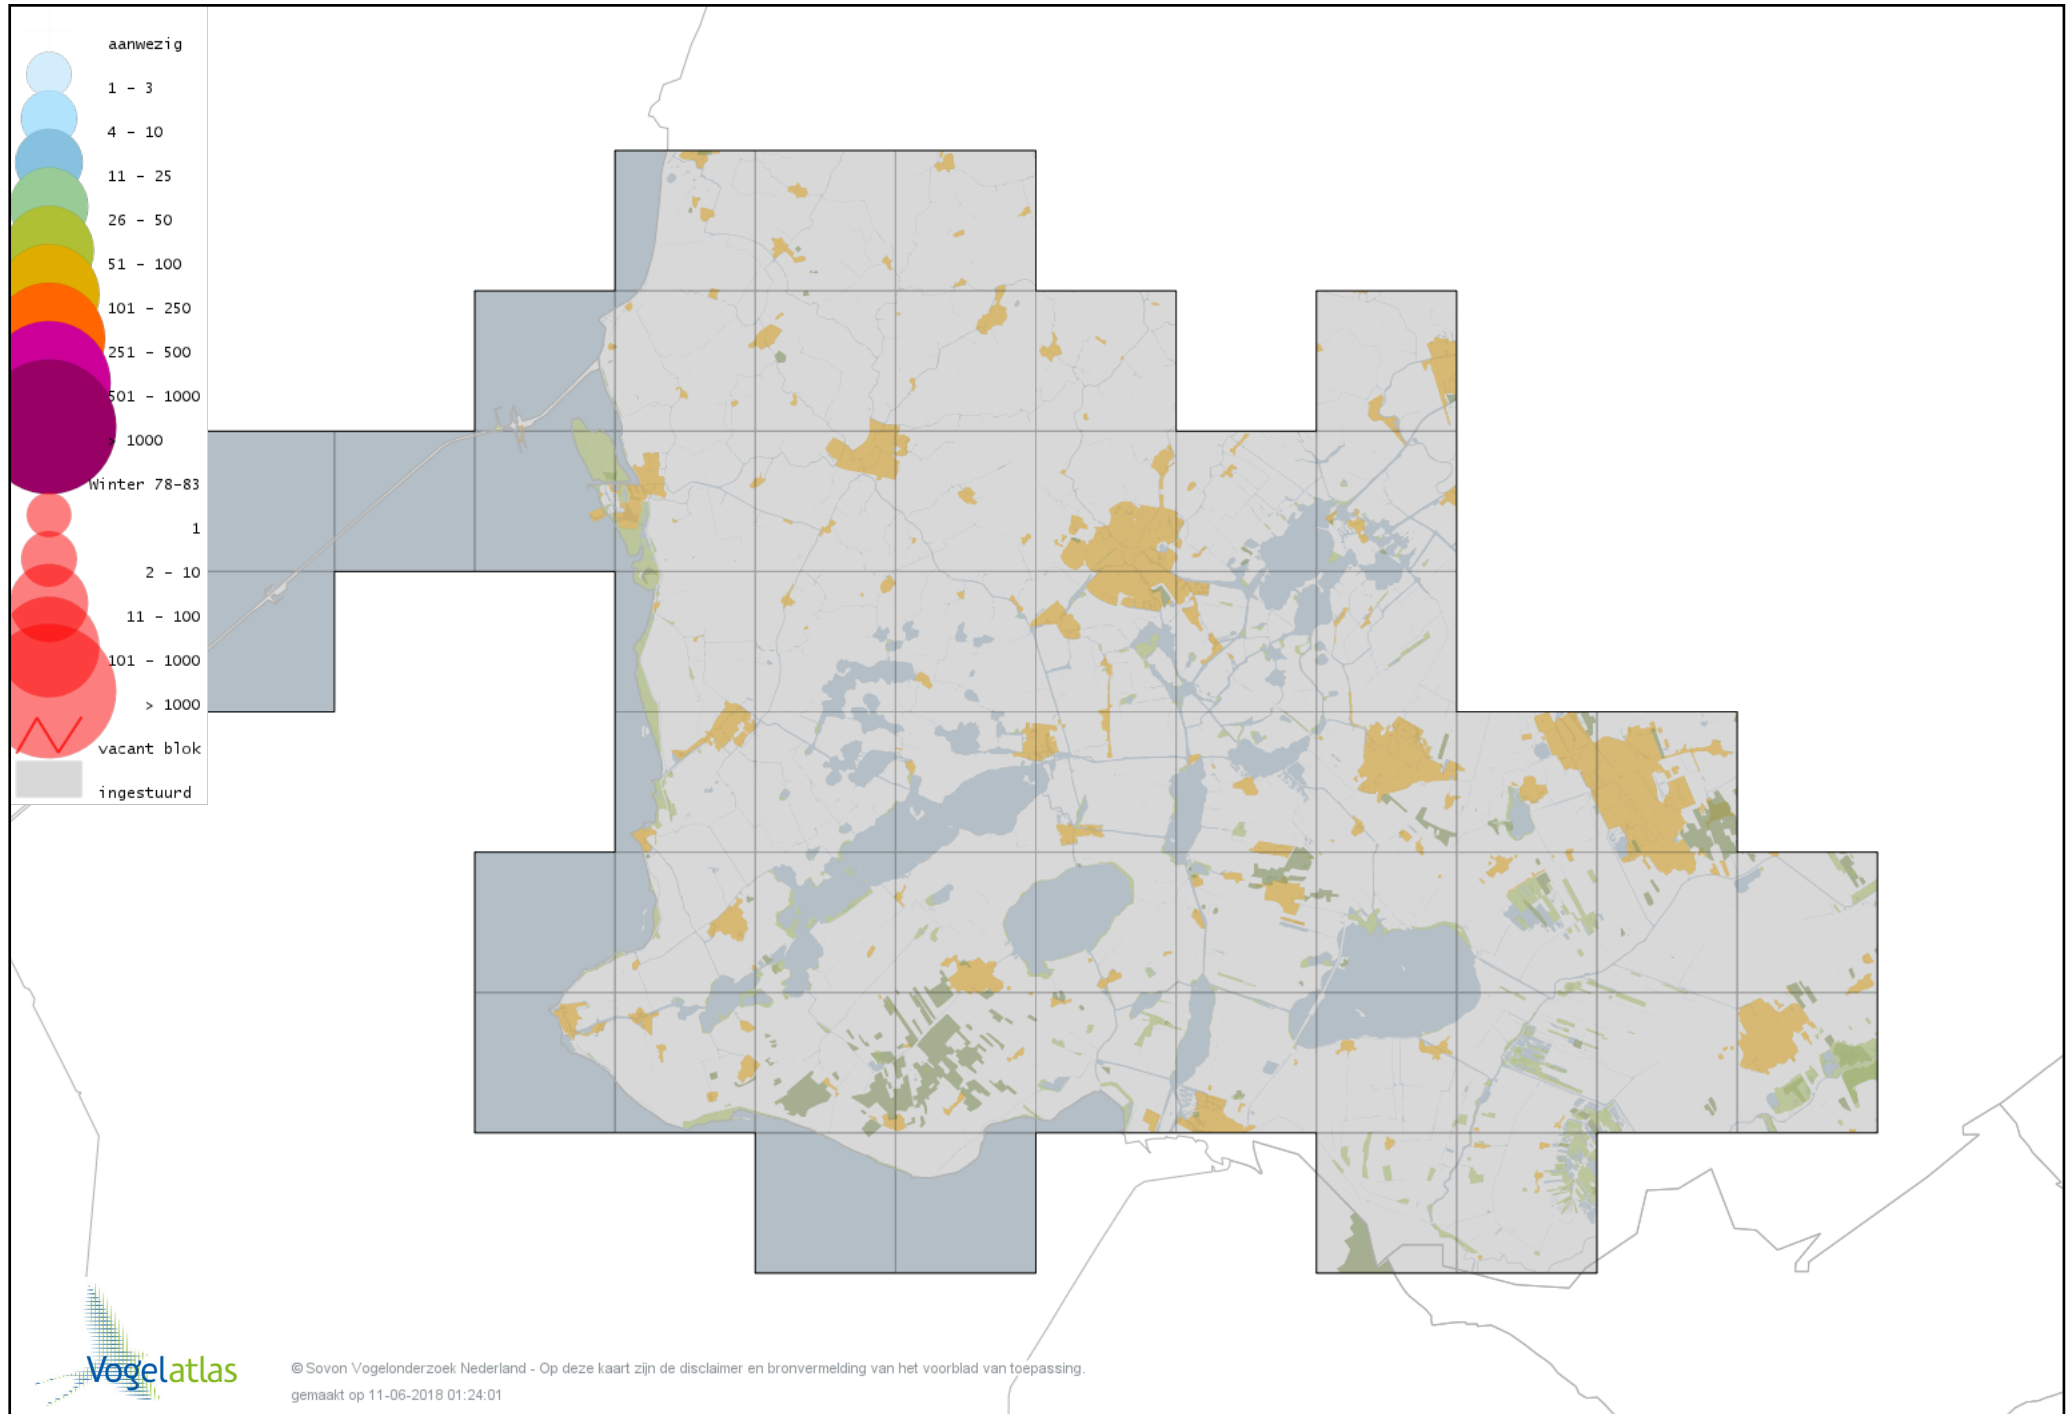 aanwezig
1 – 3
4 – 10
11 – 25
26 – 50
51 – 100
101 – 250
251 – 500
501 – 1000
> 1000
Winter 78-83
1
2 – 10
11 – 100
101 – 1000
> 1000
vacant blok
ingestuurd
Vogelatlas
© Sovon Vogelonderzoek Nederland - Op deze kaart zijn de disclaimer en bronvermelding van het voorblad van toepassing.
gemaakt op 11-06-2018 01:24:01